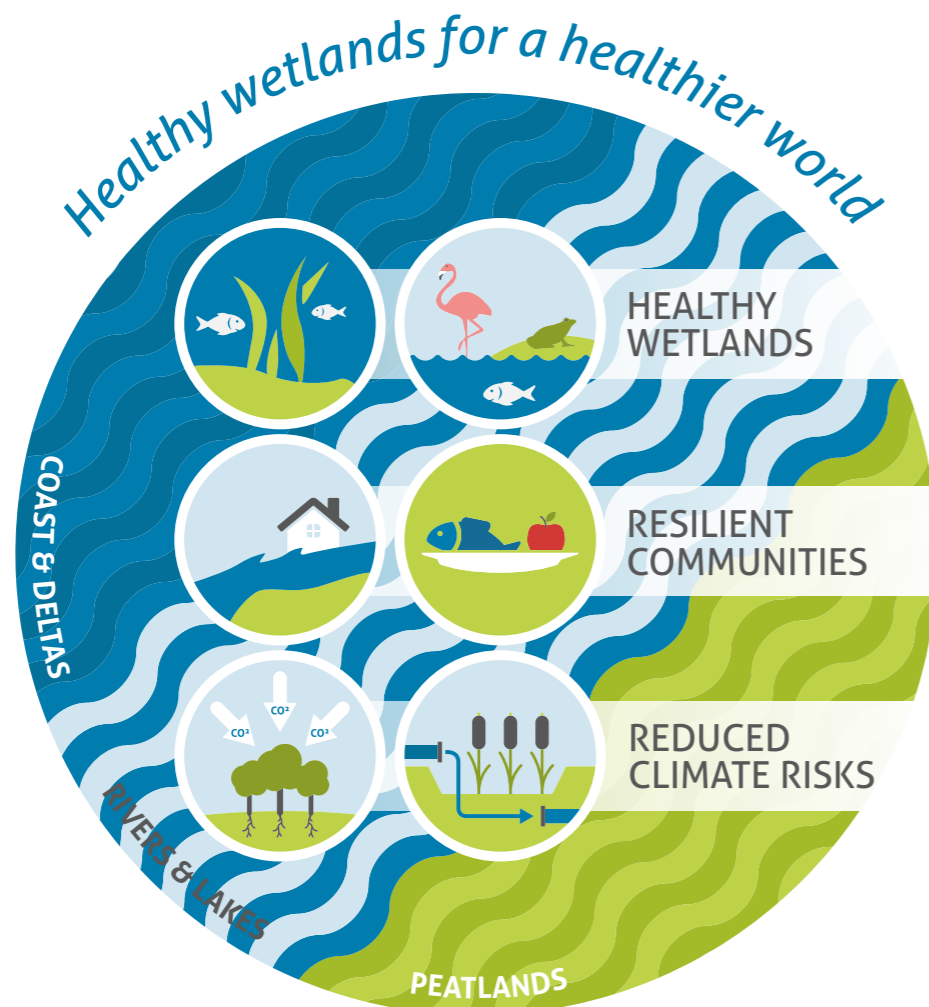 Healthy wetlands for a healthier world
HEALTHY
WETLANDS
COAST & DELTAS
RESILIENT
COMMUNITIES
CO²
CO²
CO²
REDUCED
CLIMATE RISKS
RIVERS & LAKES
PEATLANDS